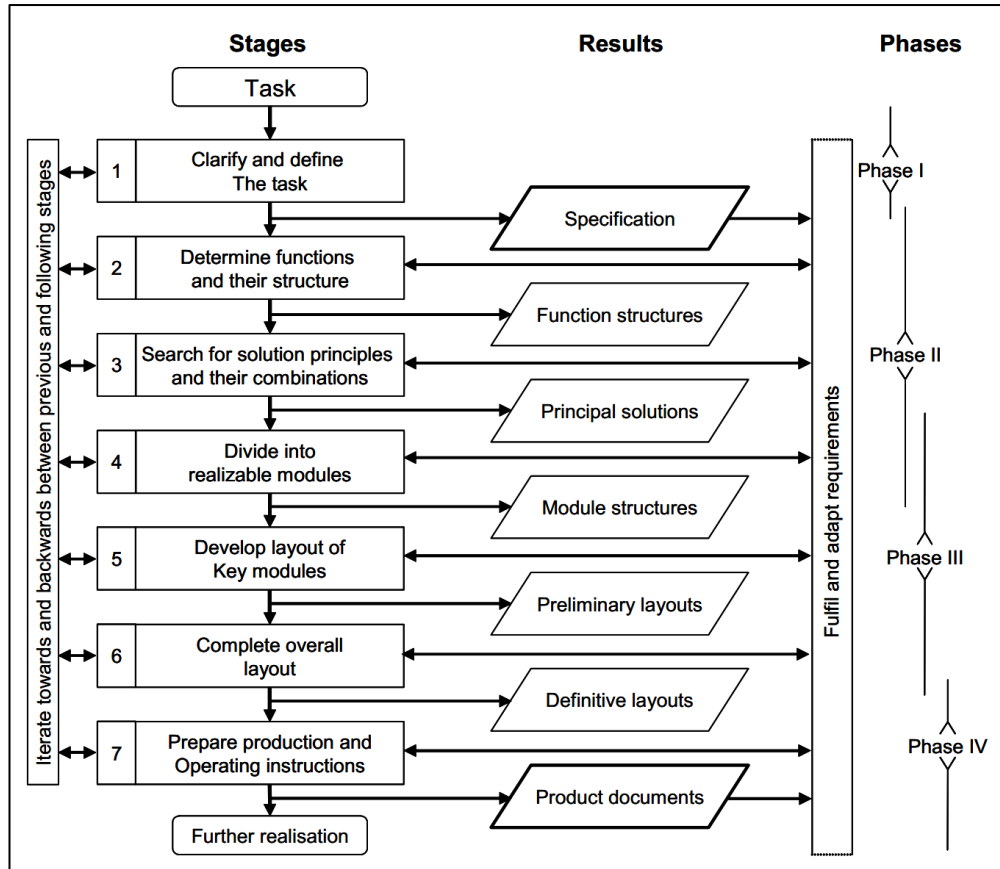 Stages
Results
Phases
Task
Iterate towards and backwards between previous and following stages
1
Clarify and define
The task
Specification
2
Determine functions
and their structure
Function structures
3
Search for solution principles
and their combinations
Principal solutions
4
Divide into
realizable modules
Module structures
5
Develop layout of
Key modules
Preliminary layouts
6
Complete overall
layout
Definitive layouts
7
Prepare production and
Operating instructions
Product documents
Further realisation
Fulfil and adapt requirements
Phase I
Phase II
Phase III
Phase IV